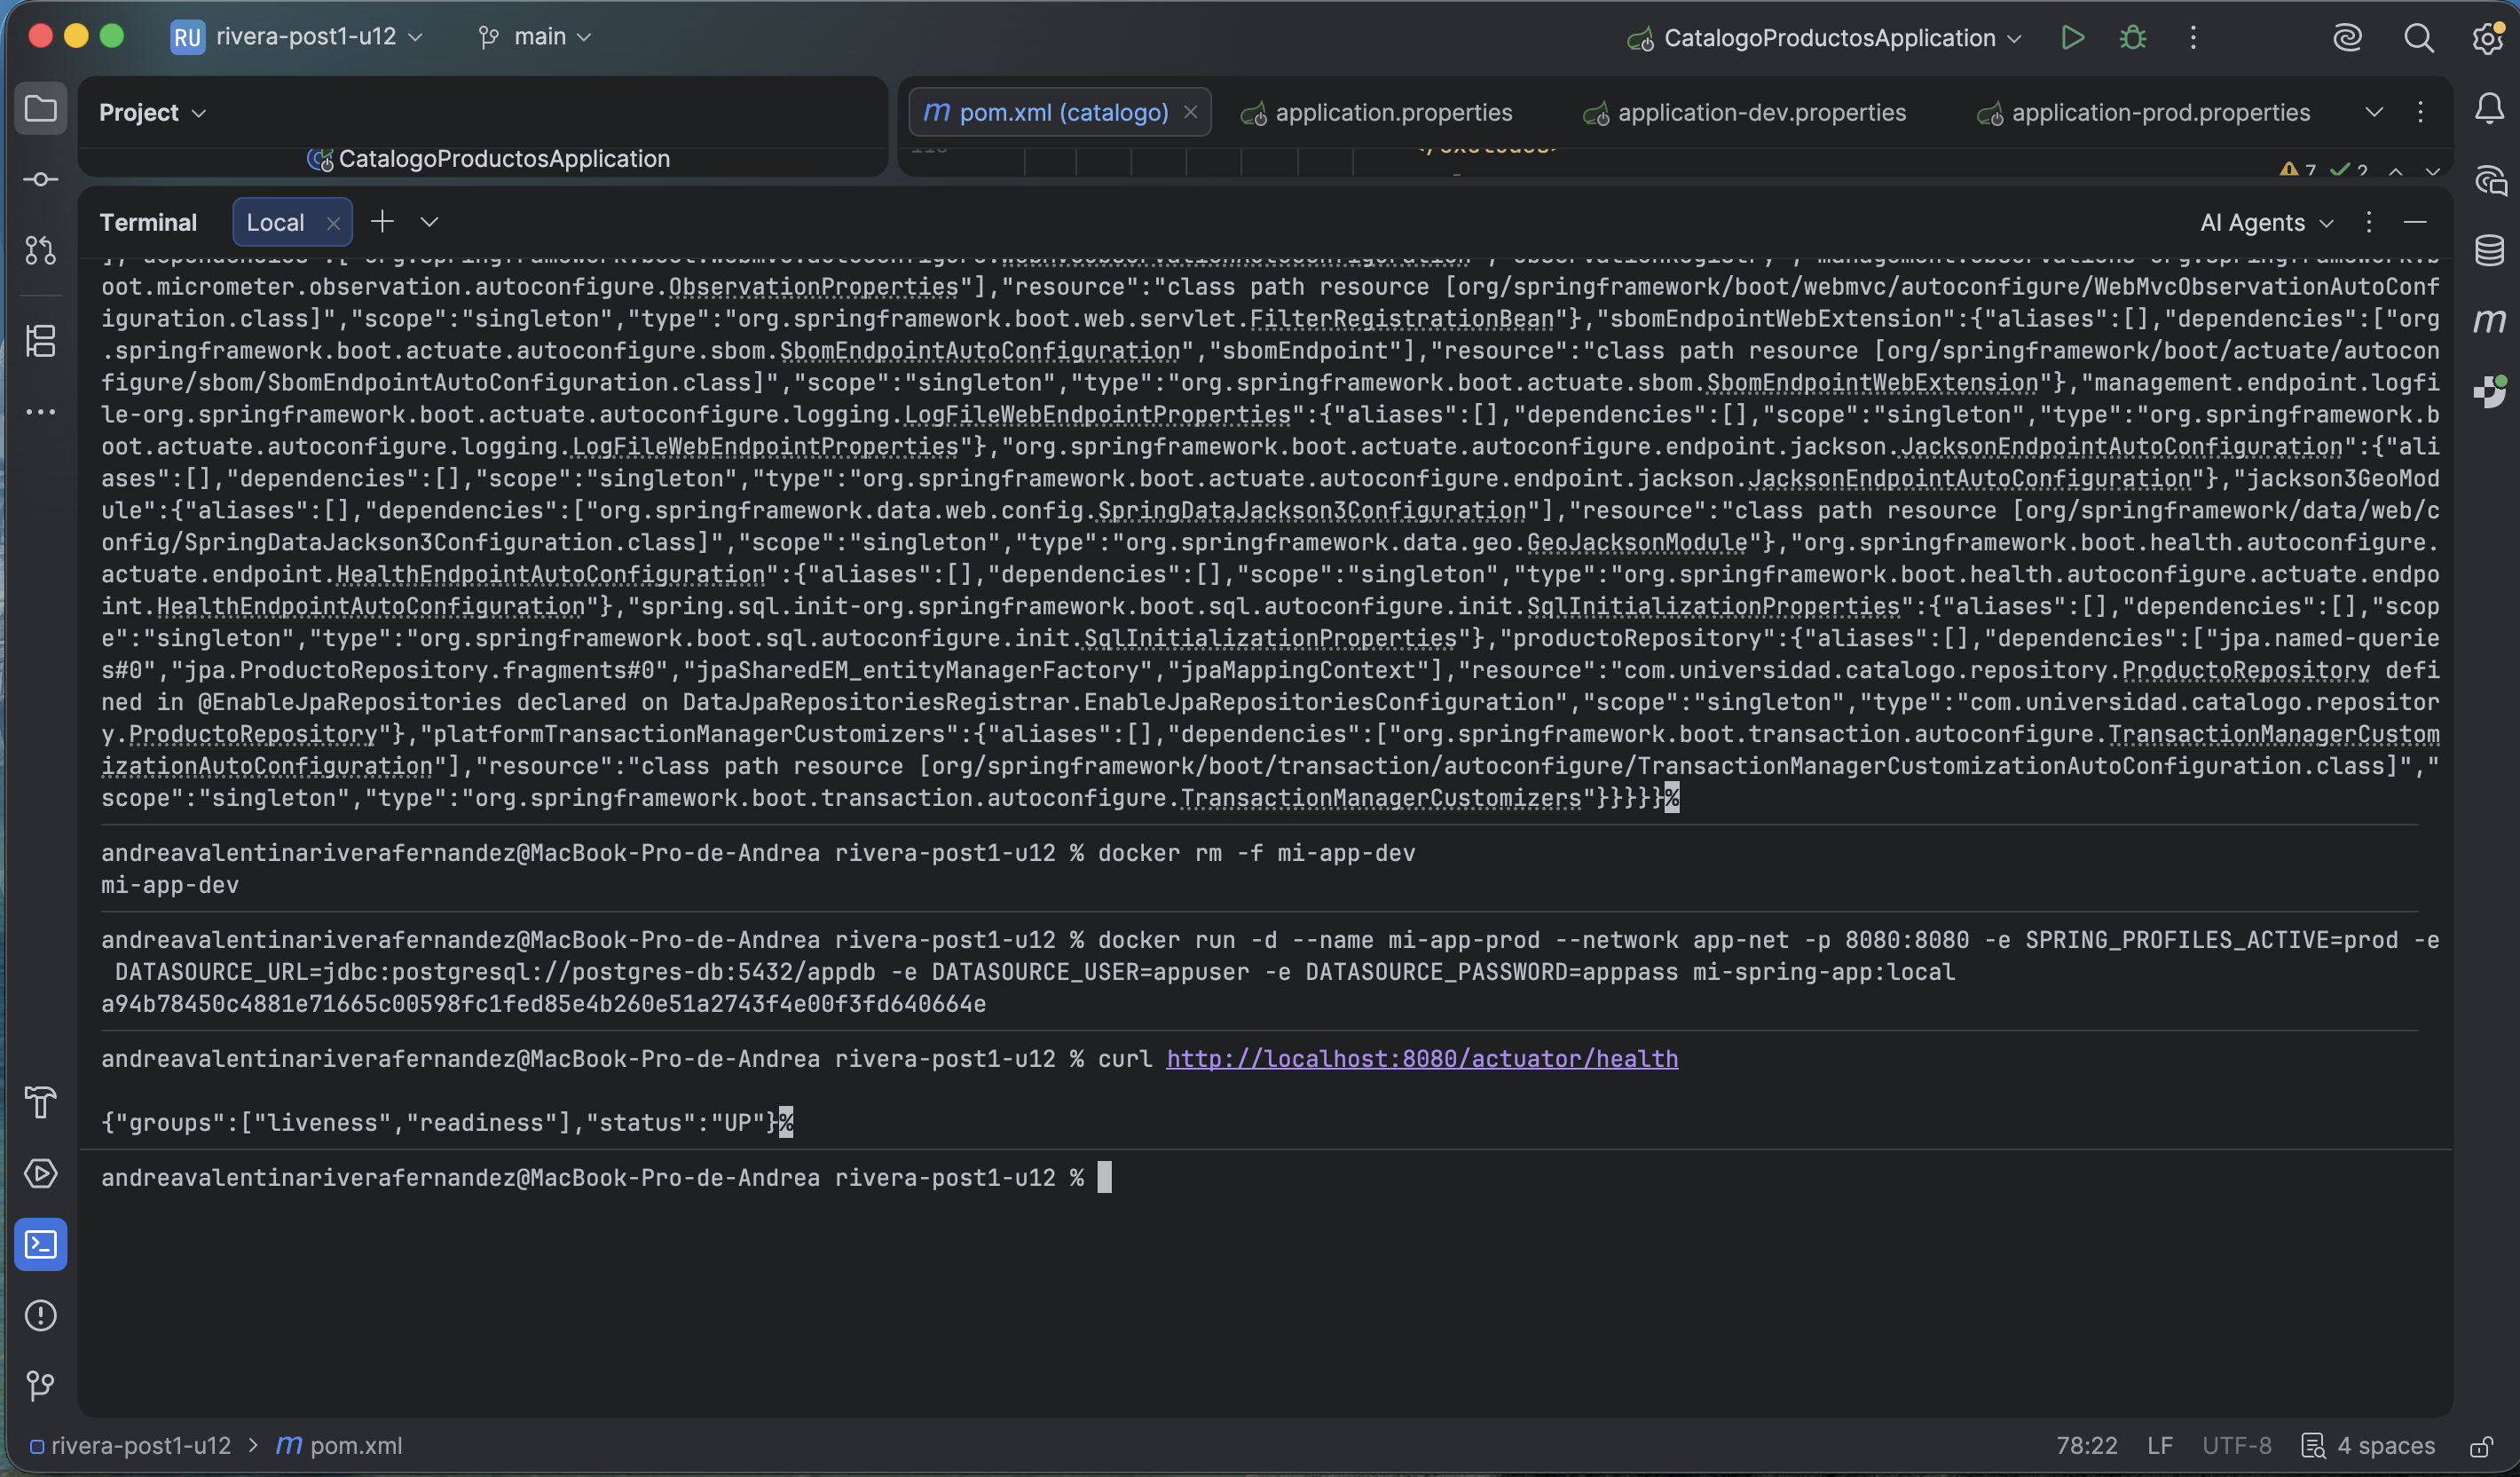 RU rivera-post1-u12 main CatalogoProductosApplication
Project
m pom.xml (catalogo) application.properties application-dev.properties application-prod.properties
CatalogoProductosApplication
7 2
Terminal Local AI Agents
oot.micrometer.observation.autoconfigure.ObservationProperties"],"resource":"class path resource [org/springframework/boot/webmvc/autoconfigure/WebMvcObservationAutoConf
iguration.class]","scope":"singleton","type":"org.springframework.boot.web.servlet.FilterRegistrationBean"},"sbomEndpointWebExtension":{"aliases":[],"dependencies":["org
.springframework.boot.actuate.autoconfigure.sbom.SbomEndpointAutoConfiguration","sbomEndpoint"],"resource":"class path resource [org/springframework/boot/actuate/autocon
figure/sbom/SbomEndpointAutoConfiguration.class]","scope":"singleton","type":"org.springframework.boot.actuate.sbom.SbomEndpointWebExtension"},"management.endpoint.logfi
le-org.springframework.boot.actuate.autoconfigure.logging.LogFileWebEndpointProperties":{"aliases":[],"dependencies":[],"scope":"singleton","type":"org.springframework.b
oot.actuate.autoconfigure.logging.LogFileWebEndpointProperties"},"org.springframework.boot.actuate.autoconfigure.endpoint.jackson.JacksonEndpointAutoConfiguration":{"ali
ases":[],"dependencies":[],"scope":"singleton","type":"org.springframework.boot.actuate.autoconfigure.endpoint.jackson.JacksonEndpointAutoConfiguration"},"jackson3GeoMod
ule":{"aliases":[],"dependencies":["org.springframework.data.web.config.SpringDataJackson3Configuration"],"resource":"class path resource [org/springframework/data/web/c
onfig/SpringDataJackson3Configuration.class]","scope":"singleton","type":"org.springframework.data.geo.GeoJacksonModule"},"org.springframework.boot.health.autoconfigure.
actuate.endpoint.HealthEndpointAutoConfiguration":{"aliases":[],"dependencies":[],"scope":"singleton","type":"org.springframework.boot.health.autoconfigure.actuate.endpo
int.HealthEndpointAutoConfiguration"},"spring.sql.init-org.springframework.boot.sql.autoconfigure.init.SqlInitializationProperties":{"aliases":[],"dependencies":[],"scop
e":"singleton","type":"org.springframework.boot.sql.autoconfigure.init.SqlInitializationProperties"},"productoRepository":{"aliases":[],"dependencies":["jpa.named-querie
s#0","jpa.ProductoRepository.fragments#0","jpaSharedEM_entityManagerFactory","jpaMappingContext"],"resource":"com.universidad.catalogo.repository.ProductoRepository defi
ned in @EnableJpaRepositories declared on DataJpaRepositoriesRegistrar.EnableJpaRepositoriesConfiguration","scope":"singleton","type":"com.universidad.catalogo.repositor
y.ProductoRepository"},"platformTransactionManagerCustomizers":{"aliases":[],"dependencies":["org.springframework.boot.transaction.autoconfigure.TransactionManagerCustom
izationAutoConfiguration"],"resource":"class path resource [org/springframework/boot/transaction/autoconfigure/TransactionManagerCustomizationAutoConfiguration.class]","
scope":"singleton","type":"org.springframework.boot.transaction.autoconfigure.TransactionManagerCustomizers"}}}}}%
andreavalentinariverafernandez@MacBook-Pro-de-Andrea rivera-post1-u12 % docker rm -f mi-app-dev
mi-app-dev
andreavalentinariverafernandez@MacBook-Pro-de-Andrea rivera-post1-u12 % docker run -d --name mi-app-prod --network app-net -p 8080:8080 -e SPRING_PROFILES_ACTIVE=prod -e
DATASOURCE_URL=jdbc:postgresql://postgres-db:5432/appdb -e DATASOURCE_USER=appuser -e DATASOURCE_PASSWORD=apppass mi-spring-app:local
a94b78450c4881e71665c00598fc1fed85e4b260e51a2743f4e00f3fd640664e
andreavalentinariverafernandez@MacBook-Pro-de-Andrea rivera-post1-u12 % curl http://localhost:8080/actuator/health
{"groups":["liveness","readiness"],"status":"UP"}%
andreavalentinariverafernandez@MacBook-Pro-de-Andrea rivera-post1-u12 %
rivera-post1-u12 > m pom.xml 78:22 LF UTF-8 4 spaces